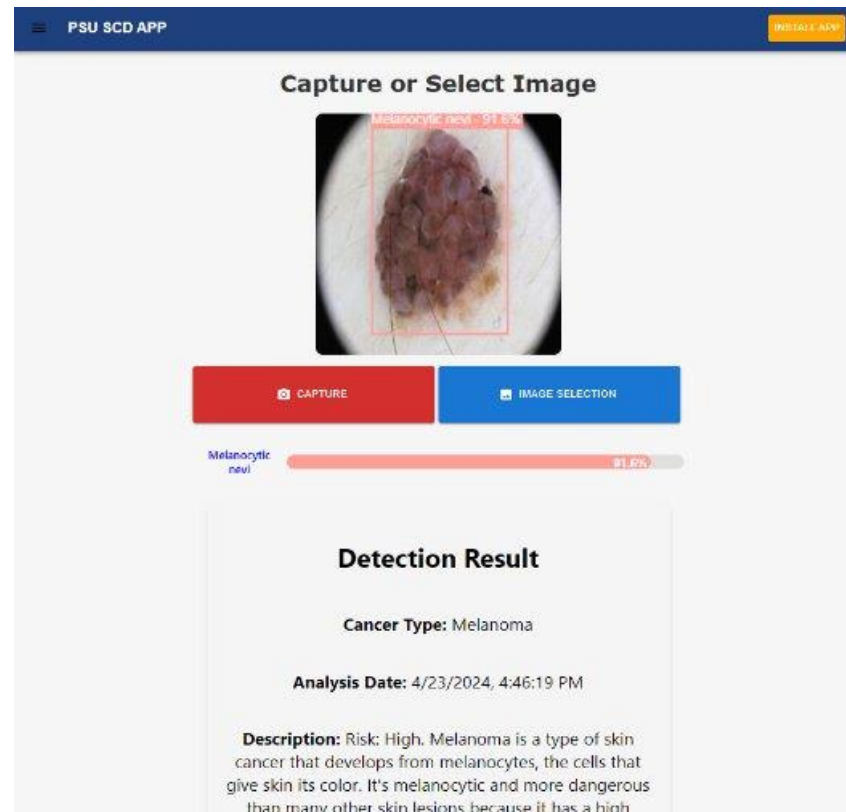 PSU SCD APP
INSTALL APP
Capture or Select Image
Melanocytic nevi - 91.6%
CAPTURE
IMAGE SELECTION
Melanocytic
nevi
91.6%
Detection Result
Cancer Type: Melanoma
Analysis Date: 4/23/2024, 4:46:19 PM
Description: Risk: High. Melanoma is a type of skin
cancer that develops from melanocytes, the cells that
give skin its color. It's melanocytic and more dangerous
than many other skin lesions because it has a high